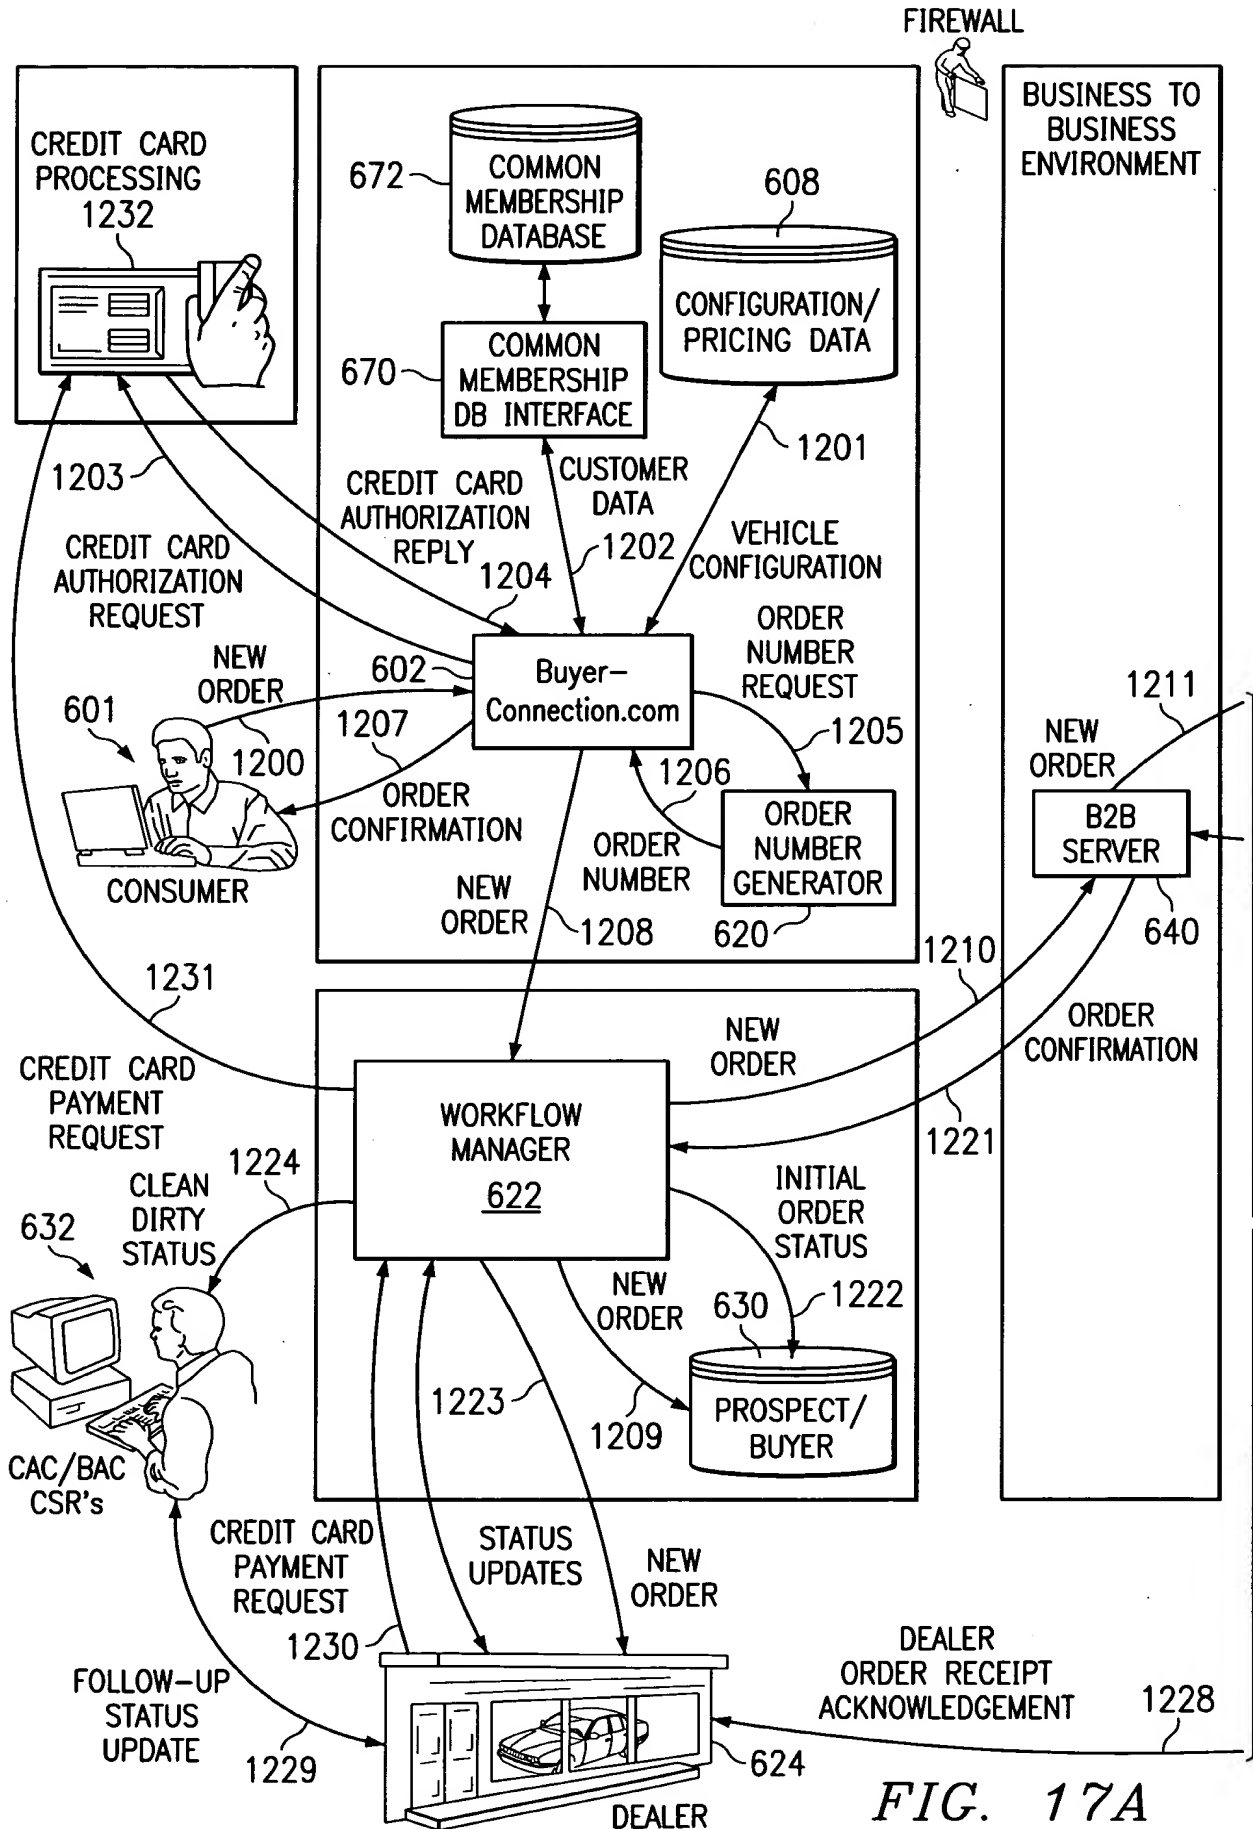 FIREWALL
CREDIT CARD
PROCESSING
1232
672
COMMON
MEMBERSHIP
DATABASE
608
CONFIGURATION/
PRICING DATA
BUSINESS TO
BUSINESS
ENVIRONMENT
670
COMMON
MEMBERSHIP
DB INTERFACE
1201
1203
CREDIT CARD
AUTHORIZATION
REPLY
CUSTOMER
DATA
1202
VEHICLE
CONFIGURATION
CREDIT CARD
AUTHORIZATION
REQUEST
1204
ORDER
NUMBER
REQUEST
NEW
ORDER
602
Buyer-
Connection.com
601
1200
1207
1205
1206
1211
NEW
ORDER
ORDER
CONFIRMATION
CONSUMER
ORDER
NUMBER
ORDER
NUMBER
GENERATOR
620
B2B
SERVER
640
NEW
ORDER
1208
1231
1210
NEW
ORDER
ORDER
CONFIRMATION
1221
CREDIT CARD
PAYMENT
REQUEST
WORKFLOW
MANAGER
622
1224
CLEAN
DIRTY
STATUS
632
INITIAL
ORDER
STATUS
NEW
ORDER
630
1222
1223
1209
PROSPECT/
BUYER
CAC/BAC
CSR's
CREDIT CARD
PAYMENT
REQUEST
1230
STATUS
UPDATES
NEW
ORDER
FOLLOW-UP
STATUS
UPDATE
1229
DEALER
ORDER RECEIPT
ACKNOWLEDGEMENT
1228
624
DEALER
FIG. 17A